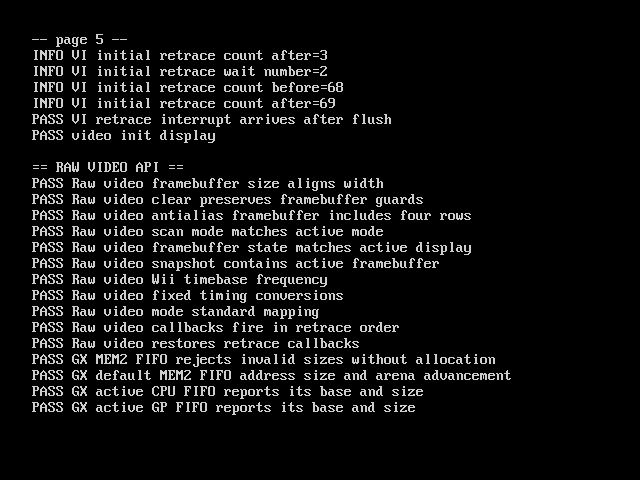 -- page 5 --
INFO VI initial retrace count after=3
INFO VI initial retrace wait number=2
INFO VI initial retrace count before=68
INFO VI initial retrace count after=69
PASS VI retrace interrupt arrives after flush
PASS video init display
== RAW VIDEO API ==
PASS Raw video framebuffer size aligns width
PASS Raw video clear preserves framebuffer guards
PASS Raw video antialias framebuffer includes four rows
PASS Raw video scan mode matches active mode
PASS Raw video framebuffer state matches active display
PASS Raw video snapshot contains active framebuffer
PASS Raw video Wii timebase frequency
PASS Raw video fixed timing conversions
PASS Raw video mode standard mapping
PASS Raw video callbacks fire in retrace order
PASS Raw video restores retrace callbacks
PASS GX MEM2 FIFO rejects invalid sizes without allocation
PASS GX default MEM2 FIFO address size and arena advancement
PASS GX active CPU FIFO reports its base and size
PASS GX active GP FIFO reports its base and size